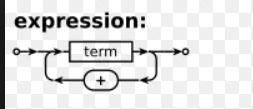 expression:
term
+